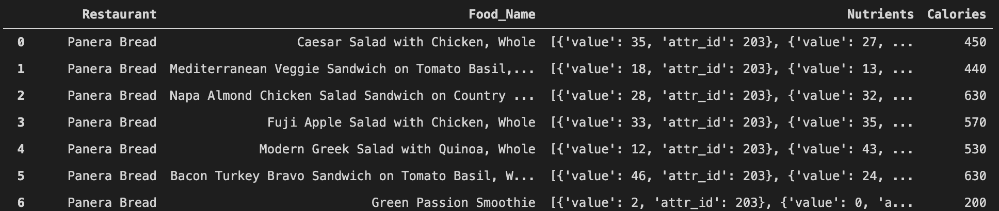 Restaurant Food_Name Nutrients Calories
0 Panera Bread Caesar Salad with Chicken, Whole [{'value': 35, 'attr_id': 203}, {'value': 27, ... 450
1 Panera Bread Mediterranean Veggie Sandwich on Tomato Basil,... [{'value': 18, 'attr_id': 203}, {'value': 13, ... 440
2 Panera Bread Napa Almond Chicken Salad Sandwich on Country ... [{'value': 28, 'attr_id': 203}, {'value': 32, ... 630
3 Panera Bread Fuji Apple Salad with Chicken, Whole [{'value': 33, 'attr_id': 203}, {'value': 35, ... 570
4 Panera Bread Modern Greek Salad with Quinoa, Whole [{'value': 12, 'attr_id': 203}, {'value': 43, ... 530
5 Panera Bread Bacon Turkey Bravo Sandwich on Tomato Basil, W... [{'value': 46, 'attr_id': 203}, {'value': 24, ... 630
6 Panera Bread Green Passion Smoothie [{'value': 2, 'attr_id': 203}, {'value': 0, 'a... 200